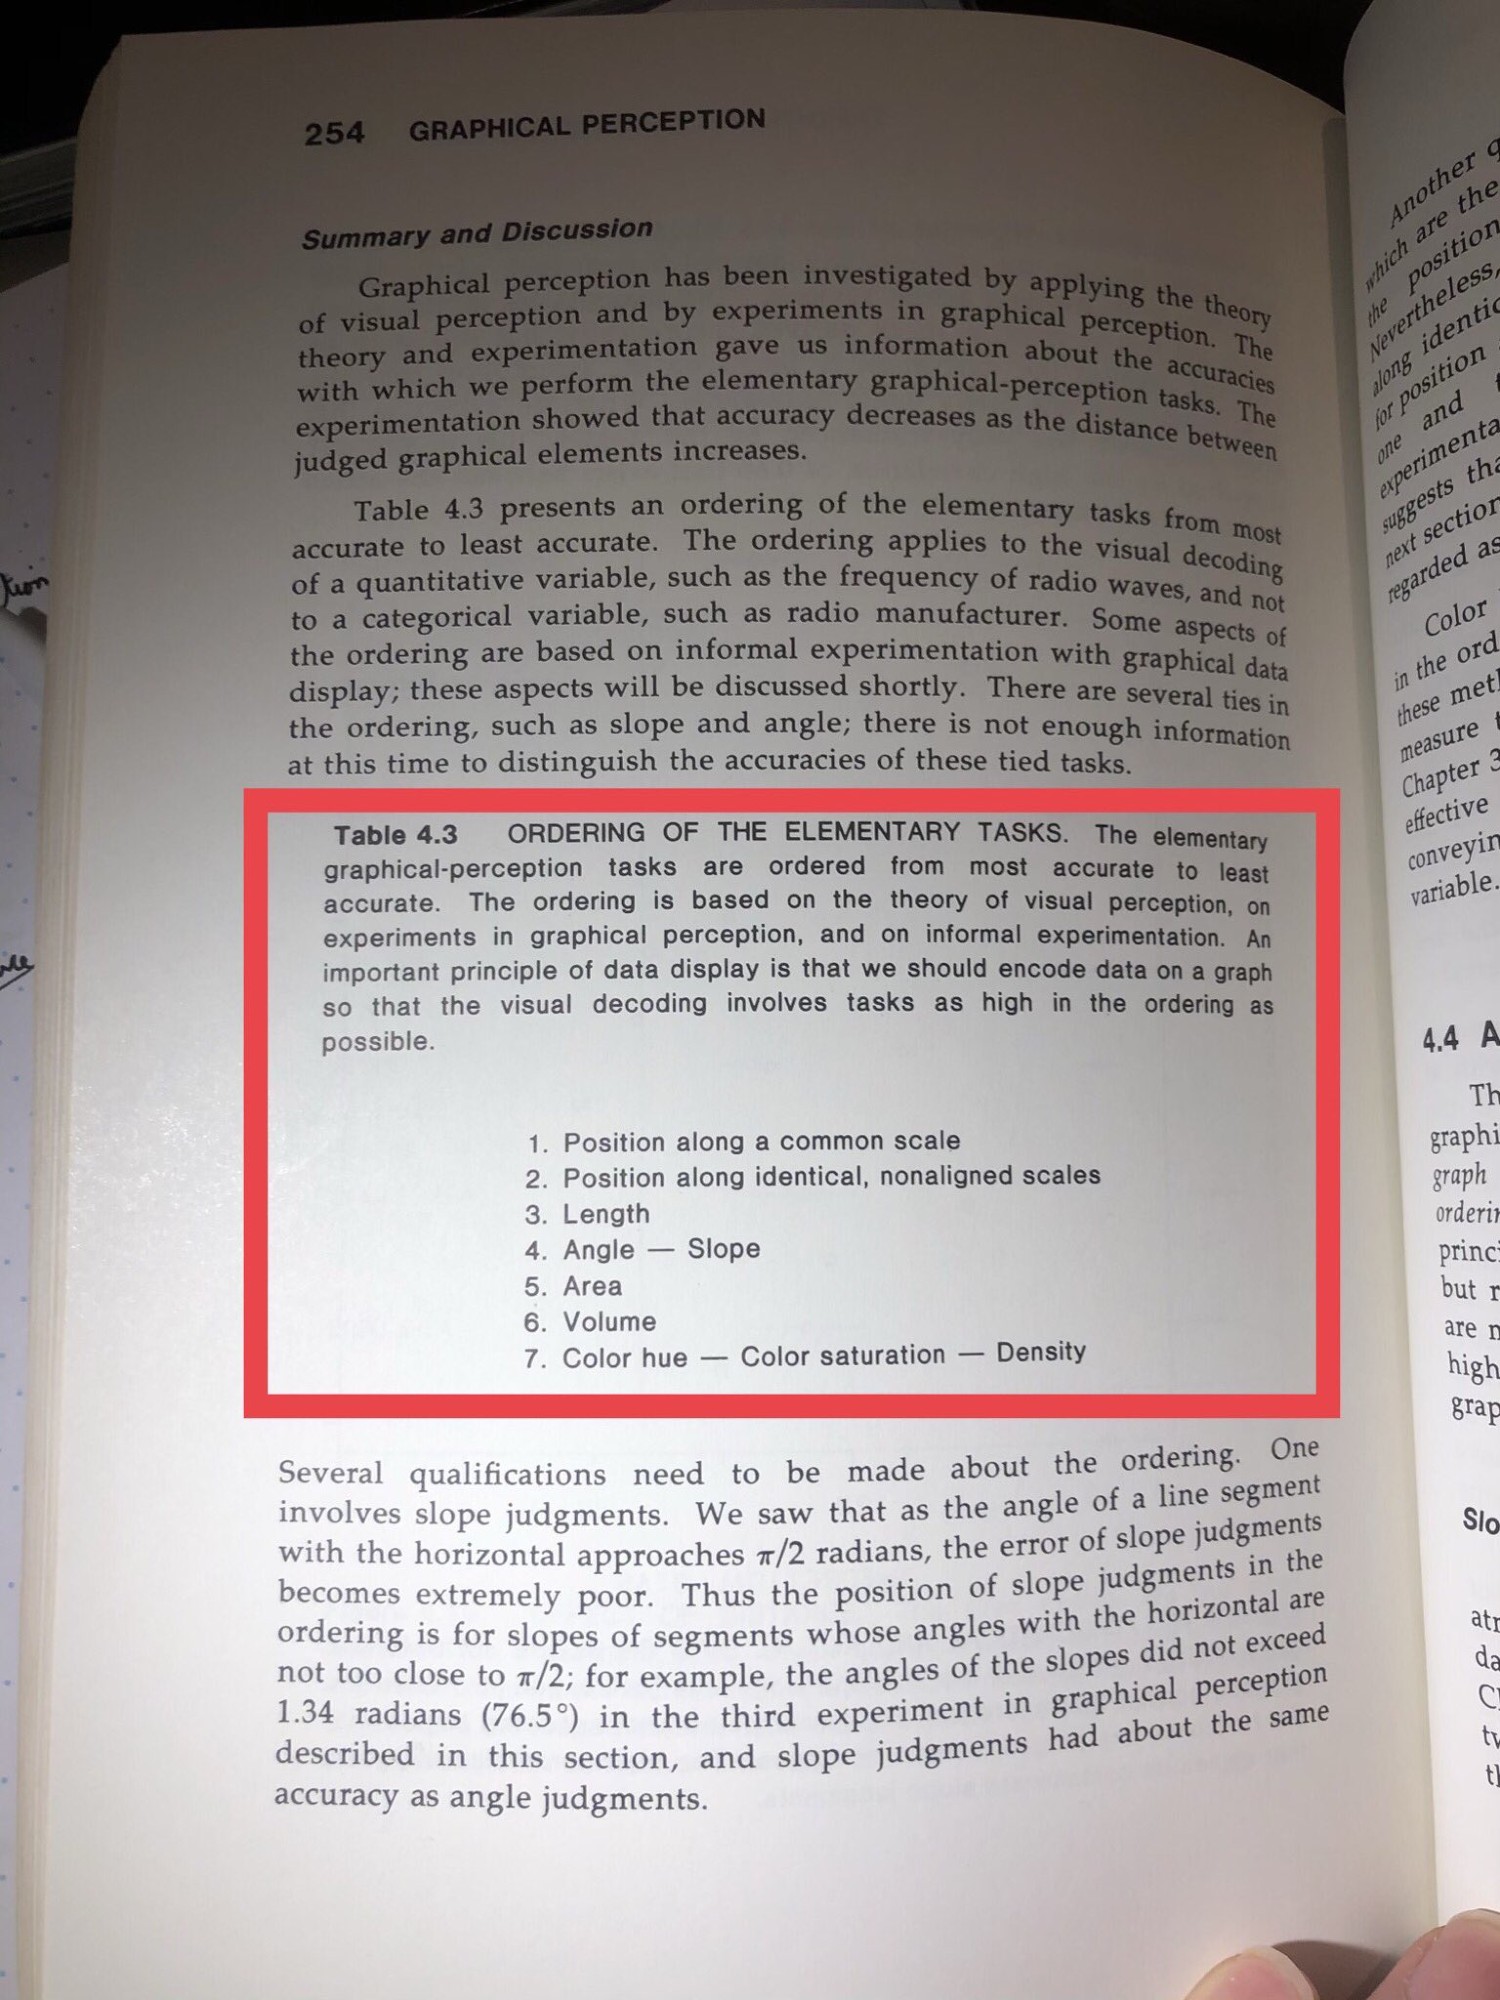 254 GRAPHICAL PERCEPTION
Summary and Discussion
Graphical perception has been investigated by applying the theory
of visual perception and by experiments in graphical perception. The
theory and experimentation gave us information about the accuracies
with which we perform the elementary graphical-perception tasks. The
experimentation showed that accuracy decreases as the distance between
judged graphical elements increases.
Table 4.3 presents an ordering of the elementary tasks from most
accurate to least accurate. The ordering applies to the visual decoding
of a quantitative variable, such as the frequency of radio waves, and not
to a categorical variable, such as radio manufacturer. Some aspects of
the ordering are based on informal experimentation with graphical data
display; these aspects will be discussed shortly. There are several ties in
the ordering, such as slope and angle; there is not enough information
at this time to distinguish the accuracies of these tied tasks.
Table 4.3 ORDERING OF THE ELEMENTARY TASKS. The elementary
graphical-perception tasks are ordered from most accurate to least
accurate. The ordering is based on the theory of visual perception, on
experiments in graphical perception, and on informal experimentation. An
important principle of data display is that we should encode data on a graph
so that the visual decoding involves tasks as high in the ordering as
possible.
1. Position along a common scale
2. Position along identical, nonaligned scales
3. Length
4. Angle — Slope
5. Area
6. Volume
7. Color hue — Color saturation — Density
Several qualifications need to be made about the ordering. One
involves slope judgments. We saw that as the angle of a line segment
with the horizontal approaches π/2 radians, the error of slope judgments
becomes extremely poor. Thus the position of slope judgments in the
ordering is for slopes of segments whose angles with the horizontal are
not too close to π/2; for example, the angles of the slopes did not exceed
1.34 radians (76.5°) in the third experiment in graphical perception
described in this section, and slope judgments had about the same
accuracy as angle judgments.
Another
which are the
the position
Nevertheless,
along
for position
one and
suggests
next section
regarded as
Color
in the
these
measure
Chapter 3
effective
variable.
4.4
graph
but
are
high